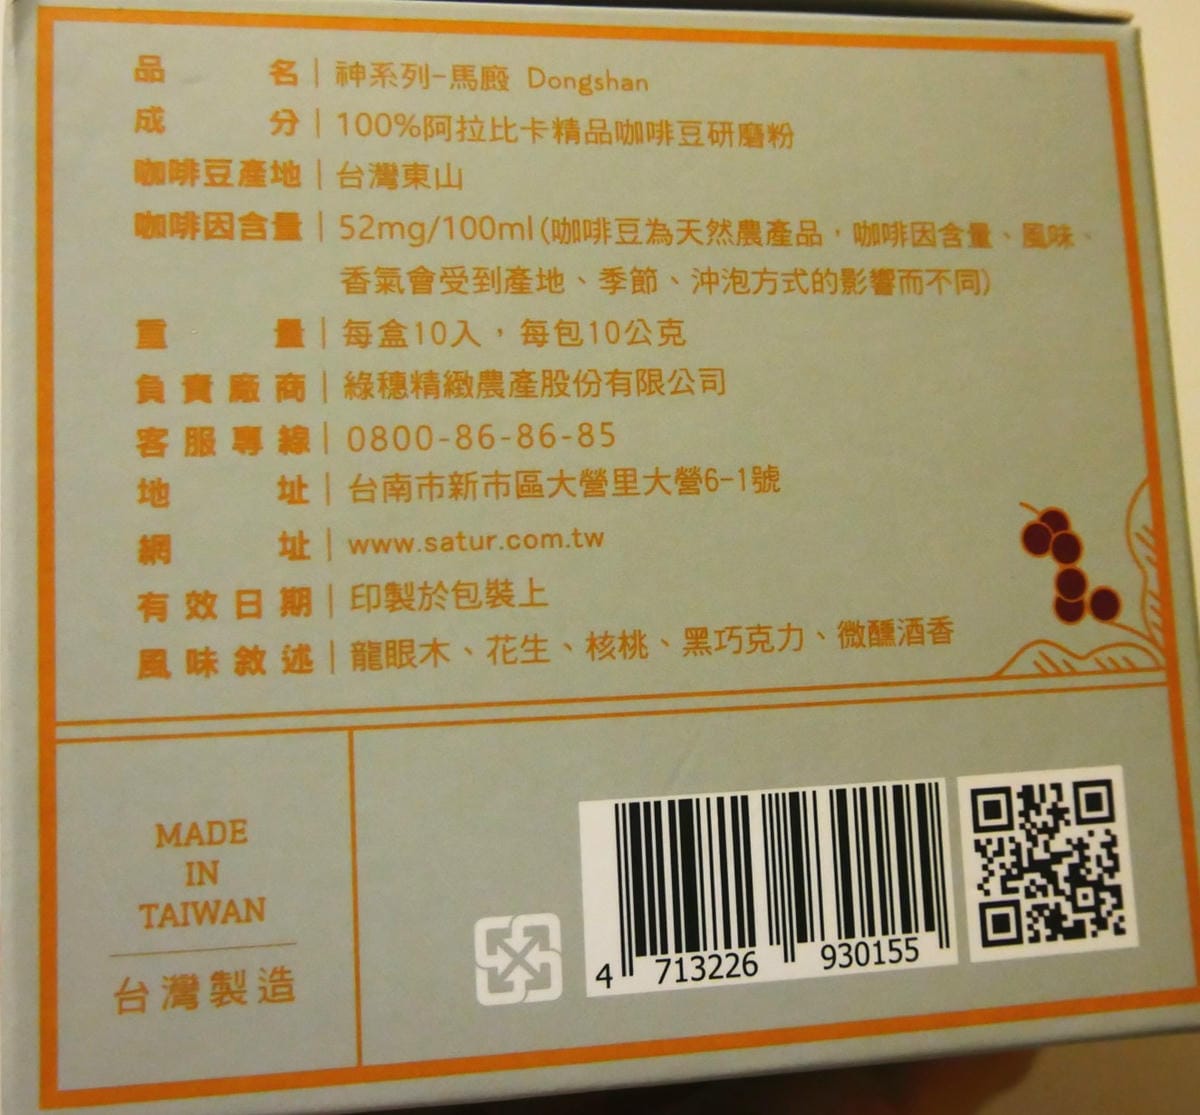 品名｜神系列-馬廄 Dongshan
成分｜100%阿拉比卡精品咖啡豆研磨粉
咖啡豆產地｜台灣東山
咖啡因含量｜52mg/100ml(咖啡豆為天然農產品，咖啡因含量、風味、
香氣會受到產地、季節、沖泡方式的影響而不同)
重量｜每盒10入，每包10公克
負責廠商｜綠穗精緻農產股份有限公司
客服專線｜0800-86-86-85
地址｜台南市新市區大營里大營6-1號
網址｜www.satur.com.tw
有效日期｜印製於包裝上
風味敘述｜龍眼木、花生、核桃、黑巧克力、微醺酒香
MADE
IN
TAIWAN
台灣製造
4 713226 930155